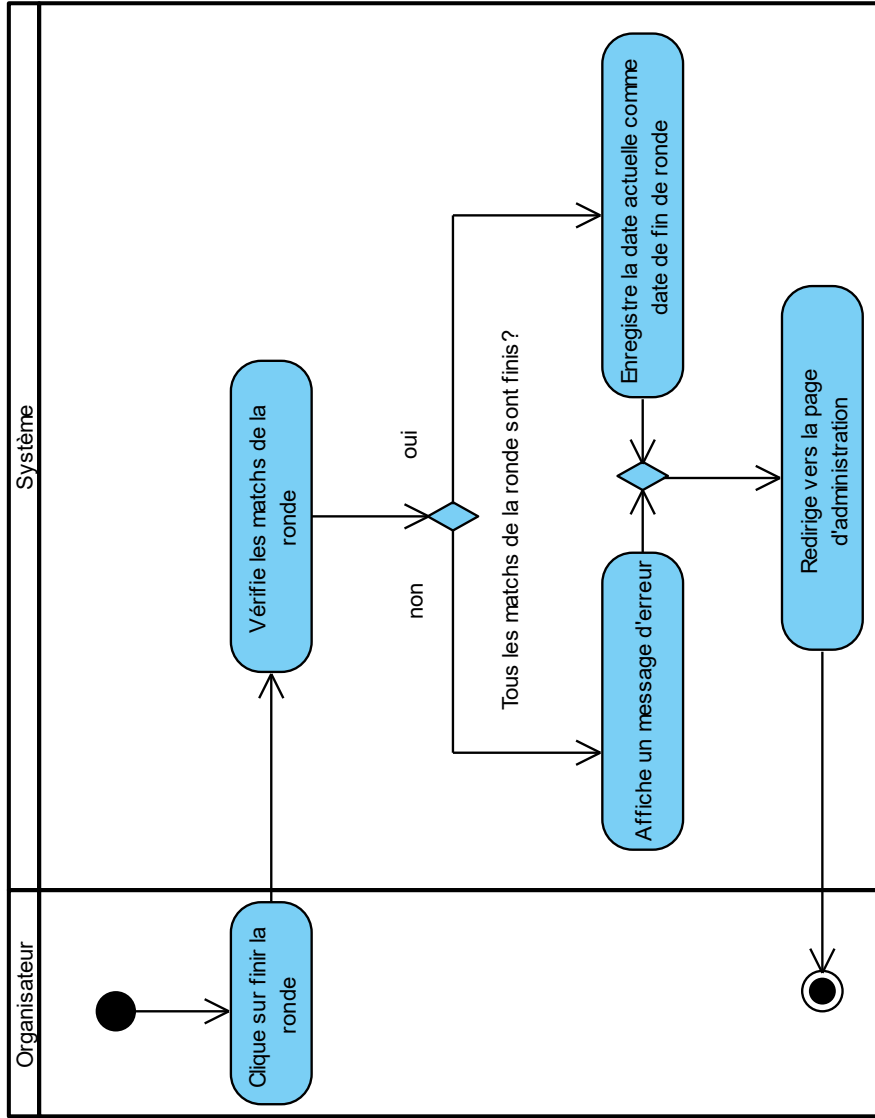 Organisateur
Système
Clique sur finir la
ronde
Vérifie les matchs de la
ronde
non
oui
Tous les matchs de la ronde sont finis?
Affiche un message d'erreur
Enregistre la date actuelle comme
date de fin de ronde
Redirige vers la page
d'administration